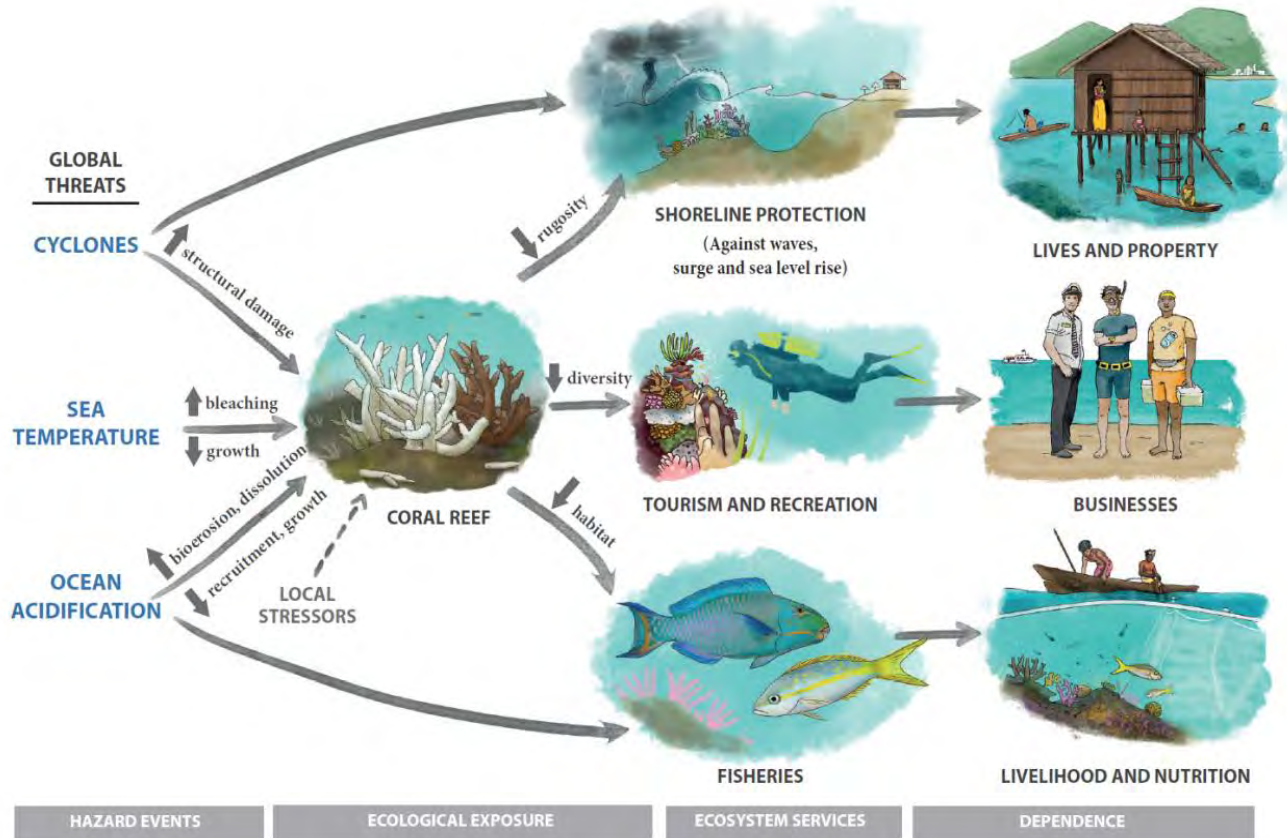 GLOBAL
THREATS
CYCLONES
structural damage
SEA
TEMPERATURE
bleaching
growth
OCEAN
ACIDIFICATION
bioerosion, dissolution
recruitment, growth
LOCAL
STRESSORS
CORAL REEF
rugosity
diversity
habitat
SHORELINE PROTECTION
(Against waves,
surge and sea level rise)
TOURISM AND RECREATION
FISHERIES
LIVES AND PROPERTY
BUSINESSES
LIVELIHOOD AND NUTRITION
HAZARD EVENTS
ECOLOGICAL EXPOSURE
ECOSYSTEM SERVICES
DEPENDENCE